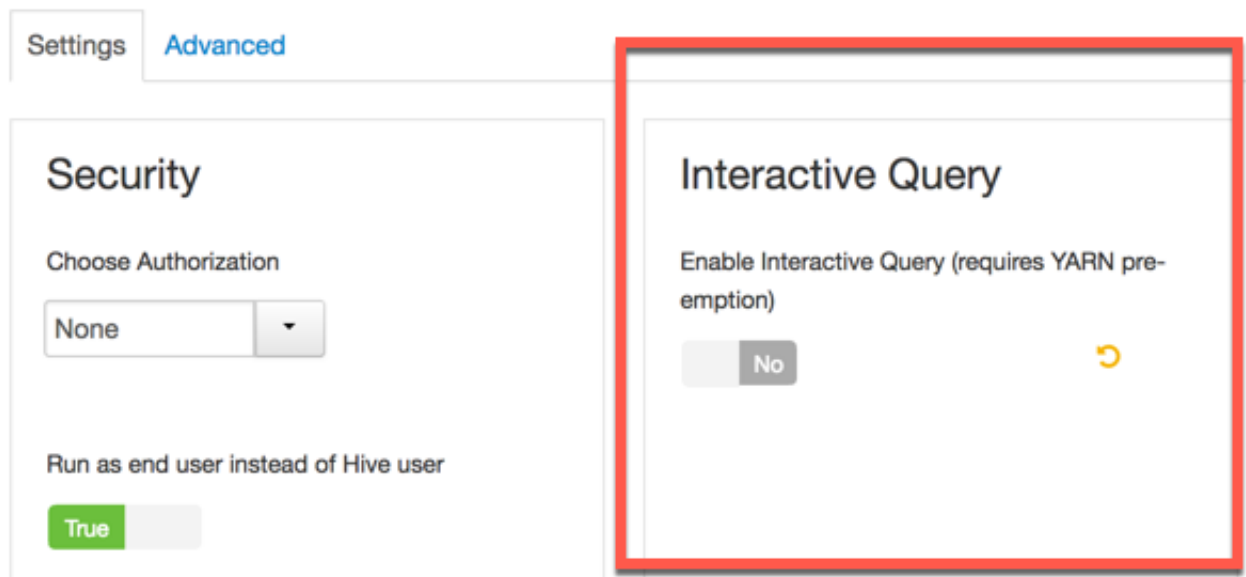 Settings
Advanced
Security
Choose Authorization
None
Run as end user instead of Hive user
True
Interactive Query
Enable Interactive Query (requires YARN pre-
emption)
No